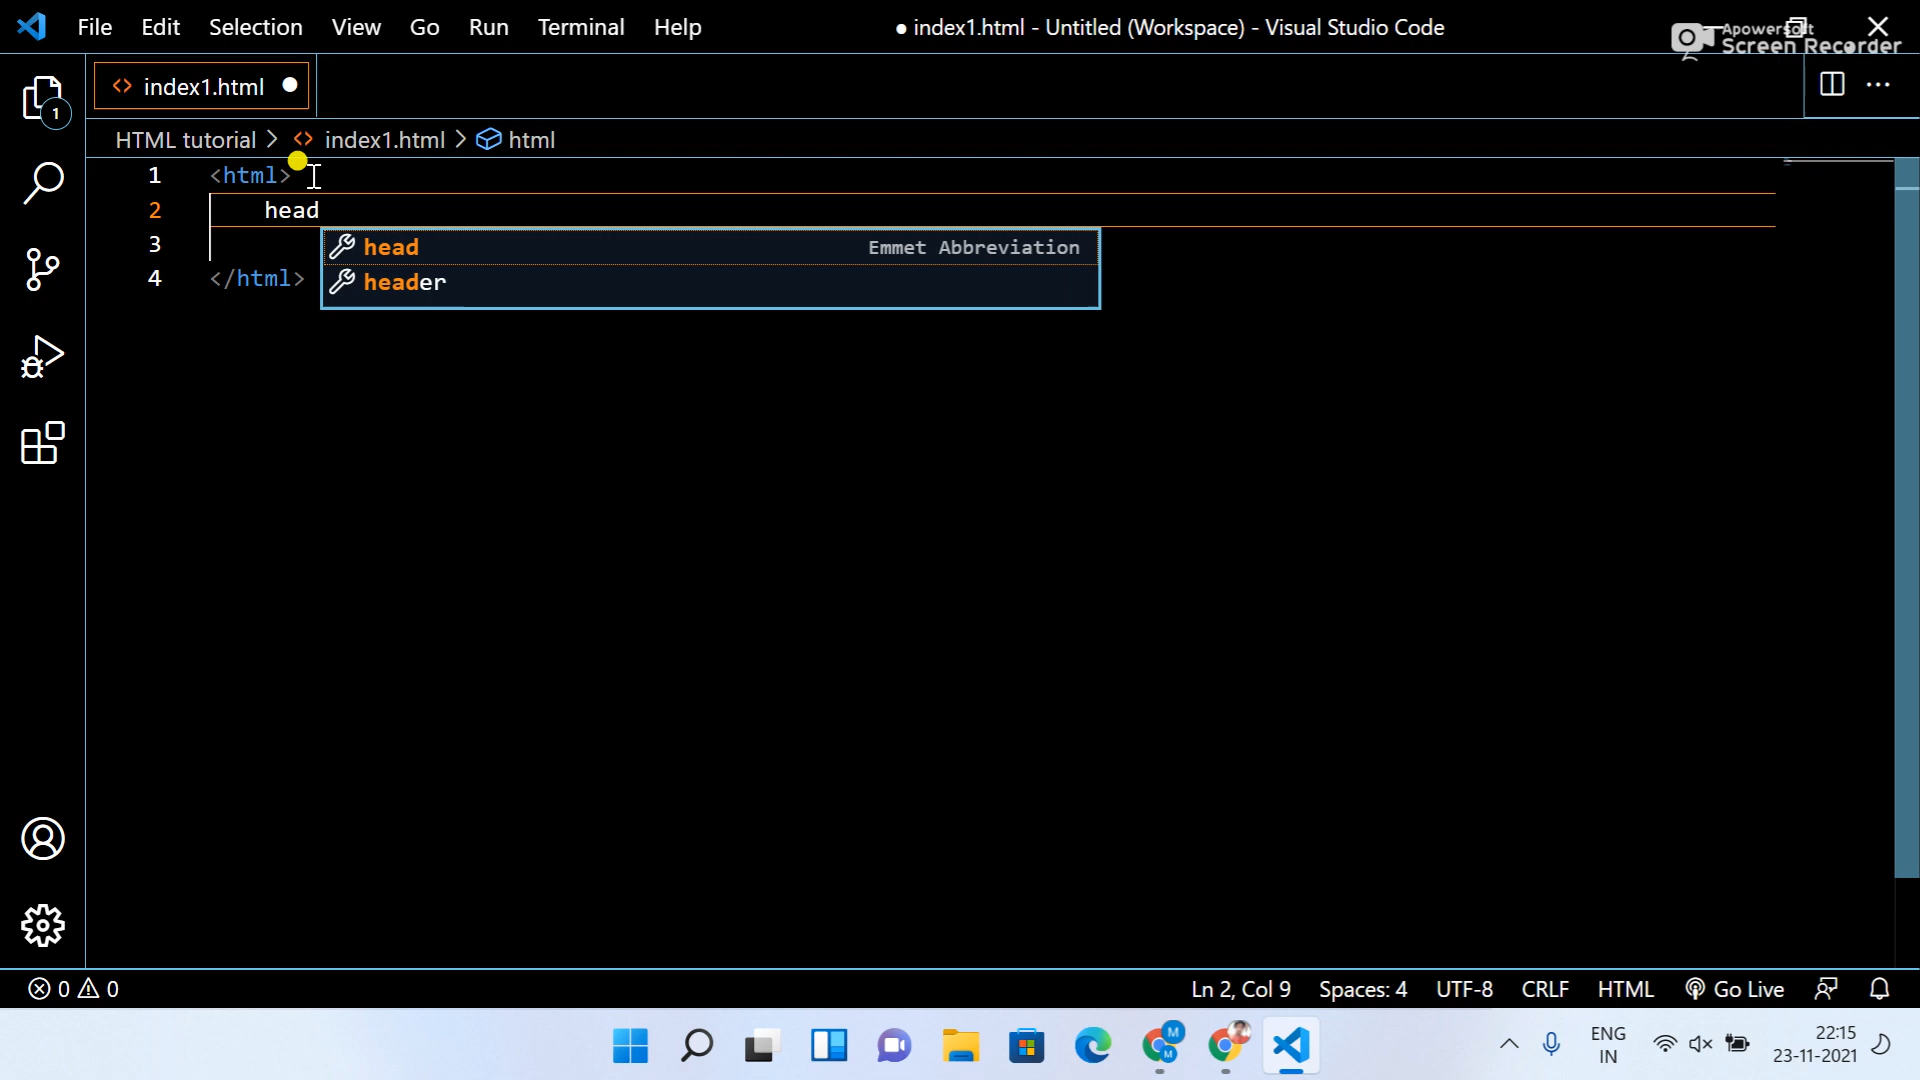 File Edit Selection View Go Run Terminal Help ● index1.html - Untitled (Workspace) - Visual Studio Code
Apowersoft
Screen Recorder
index1.html
HTML tutorial > index1.html > html
1 <html>
2 head
head Emmet Abbreviation
3
header
4 </html>
1
0 0 Ln 2, Col 9 Spaces: 4 UTF-8 CRLF HTML Go Live
M
M
ENG
IN
22:15
23-11-2021